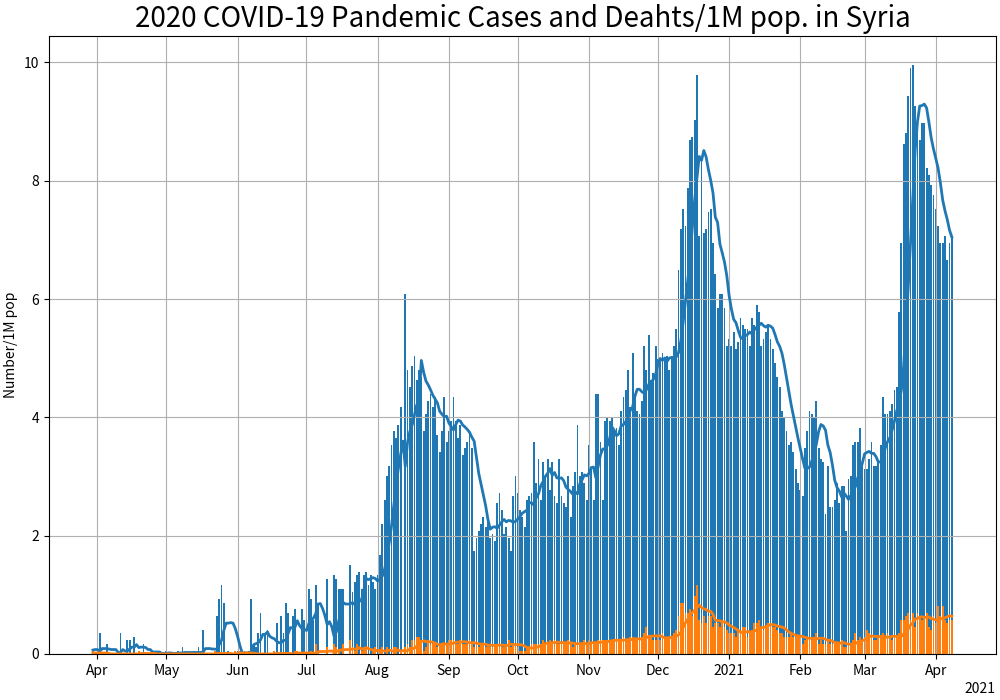 2020 COVID-19 Pandemic Cases and Deahts/1M pop. in Syria
Number/1M pop
10
8
6
4
2
0
Apr May Jun Jul Aug Sep Oct Nov Dec 2021 Feb Mar Apr
2021